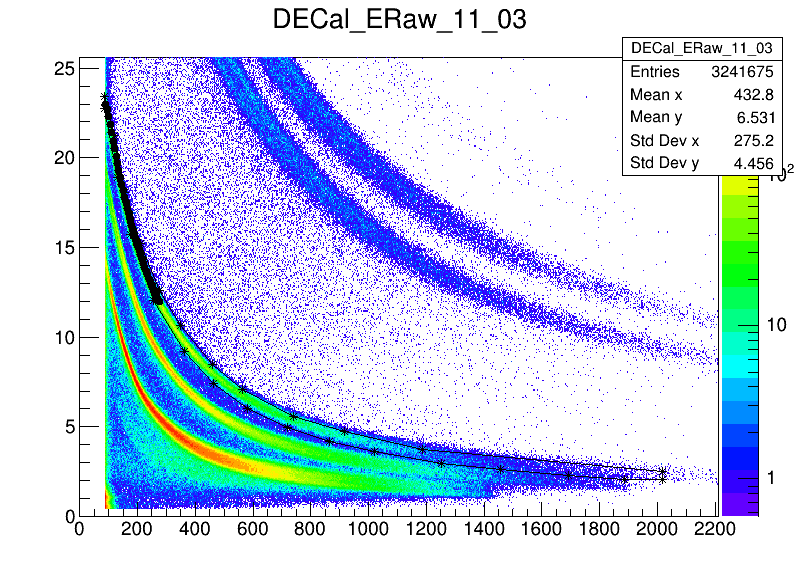 DECal_ERaw_11_03
DECal_ERaw_11_03
Entries 3241675
Mean x 432.8
Mean y 6.531
Std Dev x 275.2
Std Dev y 4.456
25
20
15
10
5
0
0 200 400 600 800 1000 1200 1400 1600 1800 2000 2200
10²
10
1